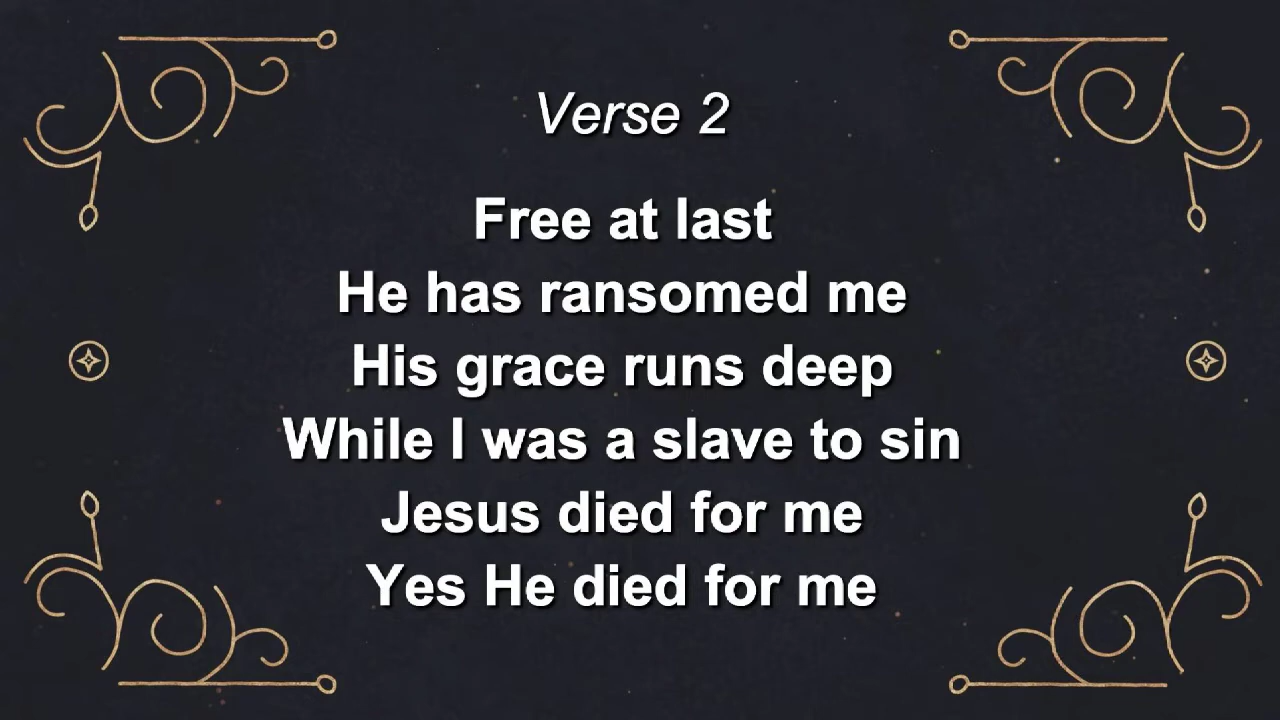 Verse 2
Free at last
He has ransomed me
His grace runs deep
While I was a slave to sin
Jesus died for me
Yes He died for me